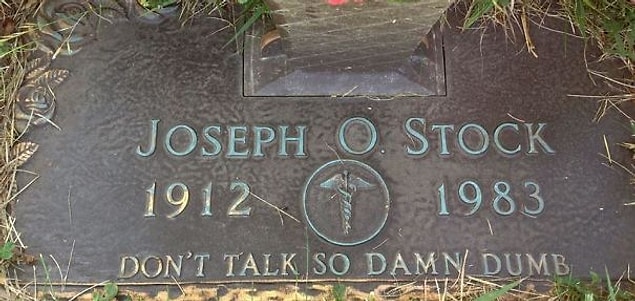 JOSEPH O. STOCK
1912 1983
DON'T TALK SO DAMN DUMB